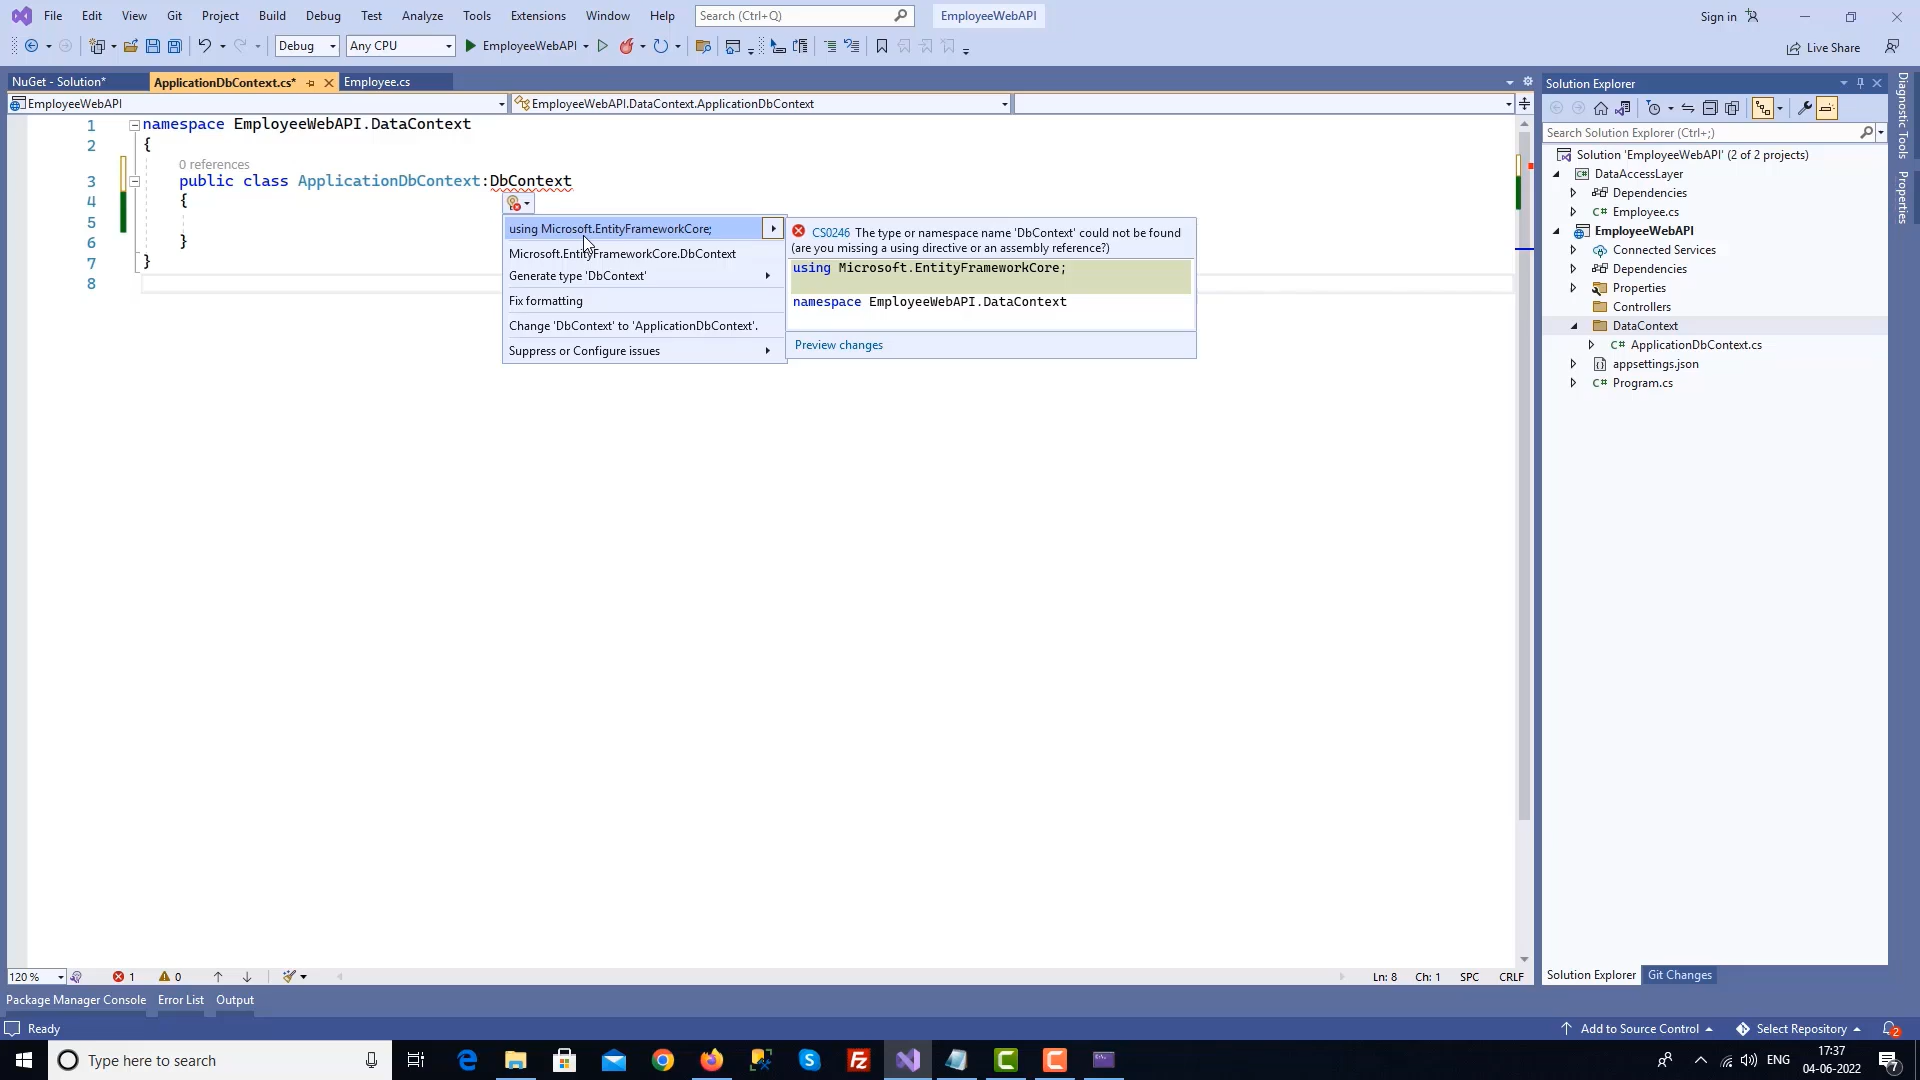 File Edit View Git Project Build Debug Test Analyze Tools Extensions Window Help Search (Ctrl+Q) EmployeeWebAPI Sign in
Debug Any CPU EmployeeWebAPI Live Share
NuGet - Solution* ApplicationDbContext.cs* Employee.cs
EmployeeWebAPI EmployeeWebAPI.DataContext.ApplicationDbContext
1 namespace EmployeeWebAPI.DataContext
2 {
0 references
3 public class ApplicationDbContext:DbContext
4 {
5
6 }
7 }
8
using Microsoft.EntityFrameworkCore;
Microsoft.EntityFrameworkCore.DbContext
Generate type 'DbContext'
Fix formatting
Change 'DbContext' to 'ApplicationDbContext'.
Suppress or Configure issues
CS0246 The type or namespace name 'DbContext' could not be found
(are you missing a using directive or an assembly reference?)
using Microsoft.EntityFrameworkCore;
namespace EmployeeWebAPI.DataContext
Preview changes
Solution Explorer
Search Solution Explorer (Ctrl+;)
Solution 'EmployeeWebAPI' (2 of 2 projects)
DataAccessLayer
Dependencies
C# Employee.cs
EmployeeWebAPI
Connected Services
Dependencies
Properties
Controllers
DataContext
C# ApplicationDbContext.cs
appsettings.json
C# Program.cs
Solution Explorer Git Changes
Diagnostic Tools
Properties
120 % 1 0 Ln: 8 Ch: 1 SPC CRLF
Package Manager Console Error List Output
Ready Add to Source Control Select Repository 2
Type here to search ENG 17:37
04-06-2022 7